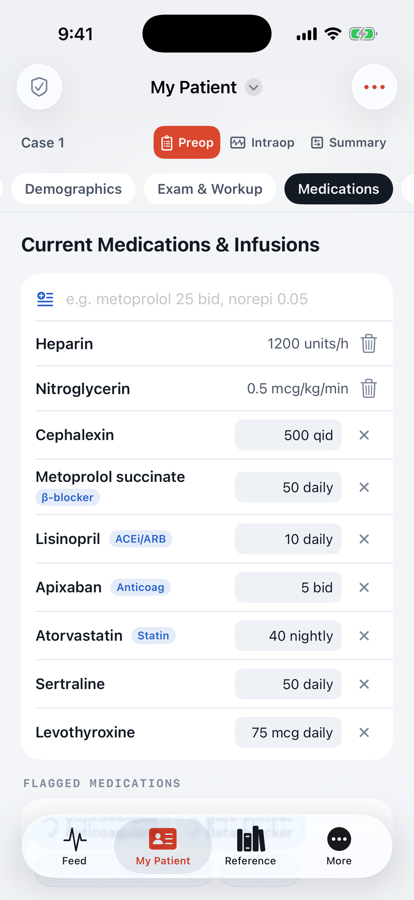 9:41
My Patient
Case 1
Preop
Intraop
Summary
Demographics
Exam & Workup
Medications
Current Medications & Infusions
e.g. metoprolol 25 bid, norepi 0.05
Heparin 1200 units/h
Nitroglycerin 0.5 mcg/kg/min
Cephalexin 500 qid
Metoprolol succinate
β-blocker 50 daily
Lisinopril ACEi/ARB 10 daily
Apixaban Anticoag 5 bid
Atorvastatin Statin 40 nightly
Sertraline 50 daily
Levothyroxine 75 mcg daily
FLAGGED MEDICATIONS
Feed
My Patient
Reference
More